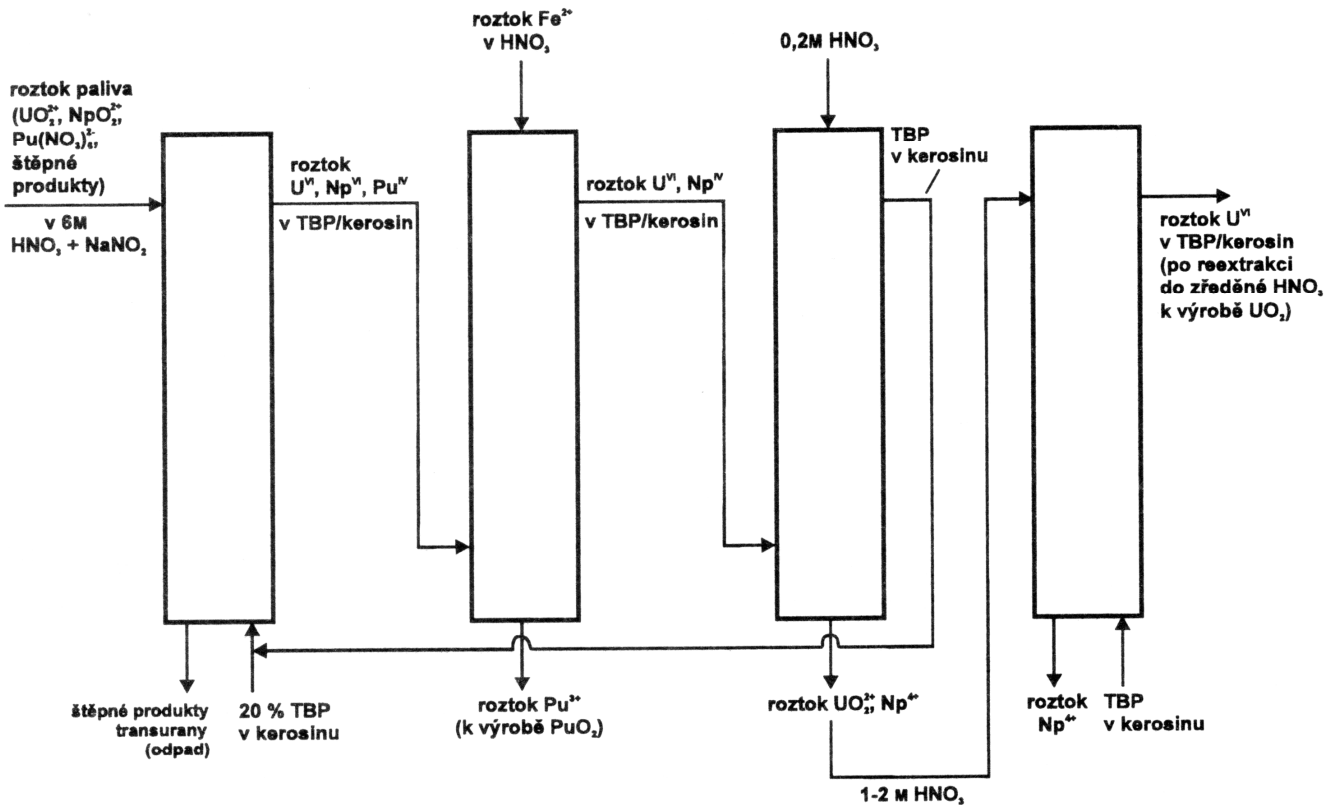 roztok Fe²⁺
v HNO₃
0,2M HNO₃
roztok paliva
(UO₂²⁺, NpO₂²⁺,
Pu(NO₃)₆²⁻,
štěpné
produkty)
v 6M
HNO₃ + NaNO₂
roztok
U^VI, Np^VI, Pu^IV
v TBP/kerosin
roztok U^VI, Np^IV
v TBP/kerosin
TBP
v kerosinu
roztok U^VI
v TBP/kerosin
(po reextrakci
do zředěné HNO₃
k výrobě UO₂)
štěpné produkty
transurany
(odpad)
20 % TBP
v kerosinu
roztok Pu³⁺
(k výrobě PuO₂)
roztok UO₂²⁺, Np⁴⁺
1-2 M HNO₃
roztok
Np⁴⁺
TBP
v kerosinu